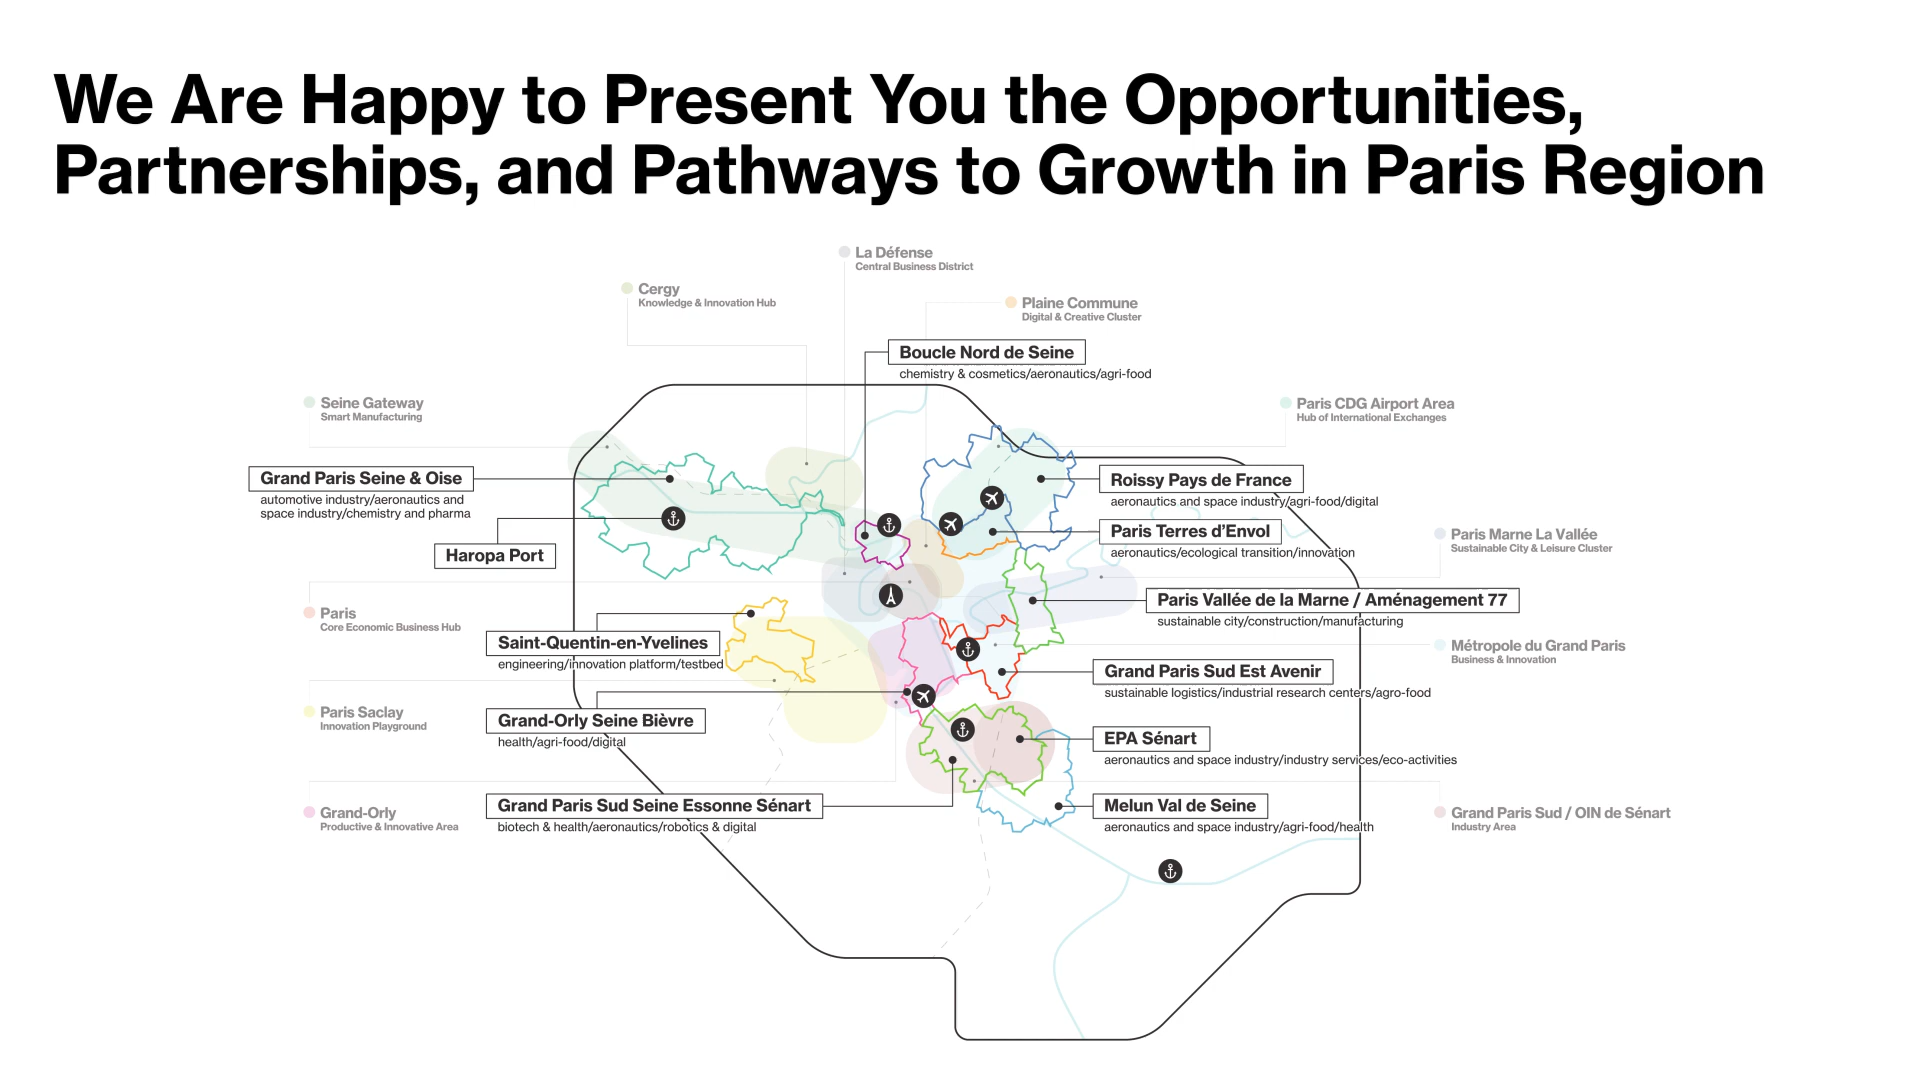 We Are Happy to Present You the Opportunities,
Partnerships, and Pathways to Growth in Paris Region
La Défense
Central Business District
Cergy
Knowledge & Innovation Hub
Plaine Commune
Digital & Creative Cluster
Boucle Nord de Seine
chemistry & cosmetics/aeronautics/agri-food
Seine Gateway
Smart Manufacturing
Paris CDG Airport Area
Hub of International Exchanges
Grand Paris Seine & Oise
automotive industry/aeronautics and
space industry/chemistry and pharma
Roissy Pays de France
aeronautics and space industry/agri-food/digital
Haropa Port
Paris Terres d’Envol
aeronautics/ecological transition/innovation
Paris Marne La Vallée
Sustainable City & Leisure Cluster
Paris
Core Economic Business Hub
Paris Vallée de la Marne / Aménagement 77
sustainable city/construction/manufacturing
Saint-Quentin-en-Yvelines
engineering/innovation platform/testbed
Métropole du Grand Paris
Business & Innovation
Grand Paris Sud Est Avenir
sustainable logistics/industrial research centers/agro-food
Paris Saclay
Innovation Playground
Grand-Orly Seine Bièvre
health/agri-food/digital
EPA Sénart
aeronautics and space industry/industry services/eco-activities
Grand-Orly
Productive & Innovative Area
Grand Paris Sud Seine Essonne Sénart
biotech & health/aeronautics/robotics & digital
Melun Val de Seine
aeronautics and space industry/agri-food/health
Grand Paris Sud / OIN de Sénart
Industry Area